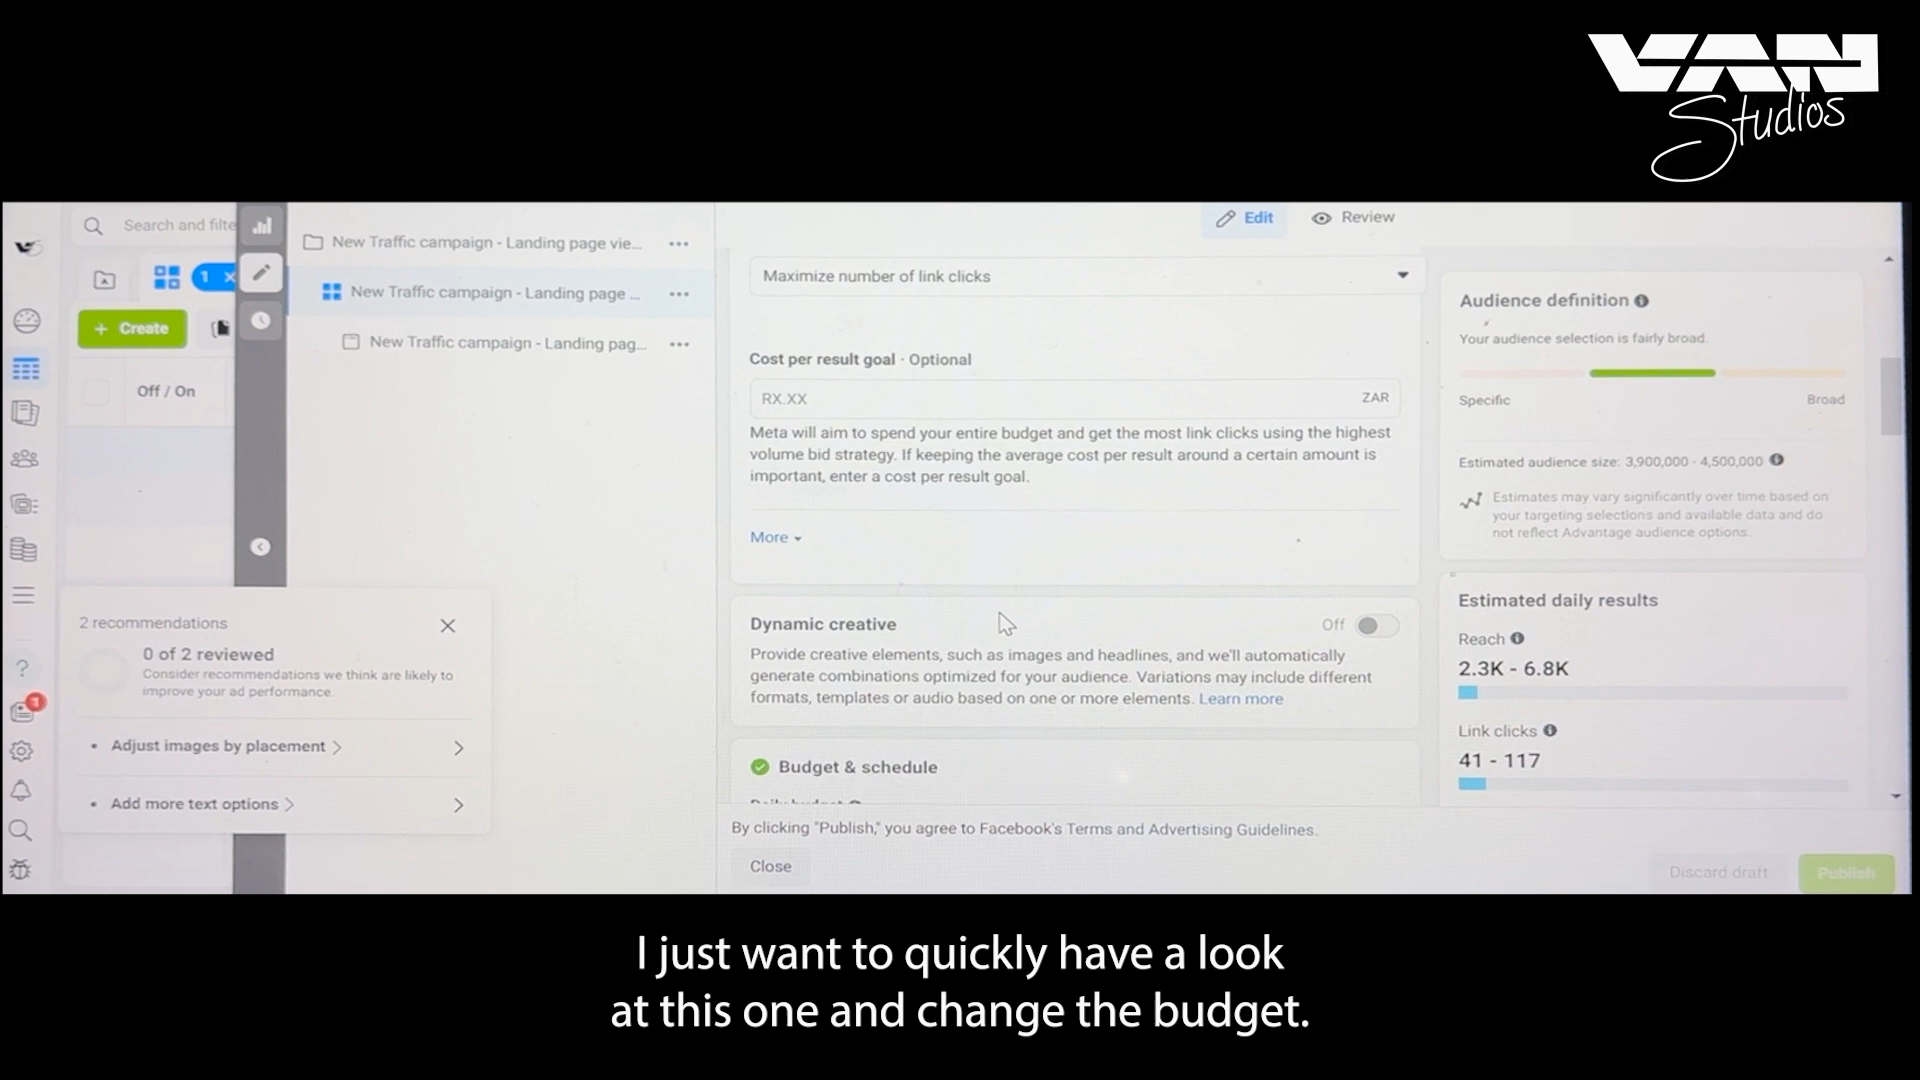 VAN
Studios
Search and filte
1 ×
+ Create
Off / On
New Traffic campaign - Landing page vie...
New Traffic campaign - Landing page ...
New Traffic campaign - Landing pag...
2 recommendations
0 of 2 reviewed
Consider recommendations we think are likely to
improve your ad performance.
Adjust images by placement
Add more text options
Edit
Review
Maximize number of link clicks
Cost per result goal · Optional
RX.XX
ZAR
Meta will aim to spend your entire budget and get the most link clicks using the highest
volume bid strategy. If keeping the average cost per result around a certain amount is
important, enter a cost per result goal.
More
Dynamic creative
Off
Provide creative elements, such as images and headlines, and we'll automatically
generate combinations optimized for your audience. Variations may include different
formats, templates or audio based on one or more elements. Learn more
Budget & schedule
By clicking "Publish," you agree to Facebook's Terms and Advertising Guidelines.
Close
Discard draft
Publish
Audience definition
Your audience selection is fairly broad.
Specific
Broad
Estimated audience size: 3,900,000 - 4,500,000
Estimates may vary significantly over time based on
your targeting selections and available data and do
not reflect Advantage audience options.
Estimated daily results
Reach
2.3K - 6.8K
Link clicks
41 - 117
I just want to quickly have a look
at this one and change the budget.